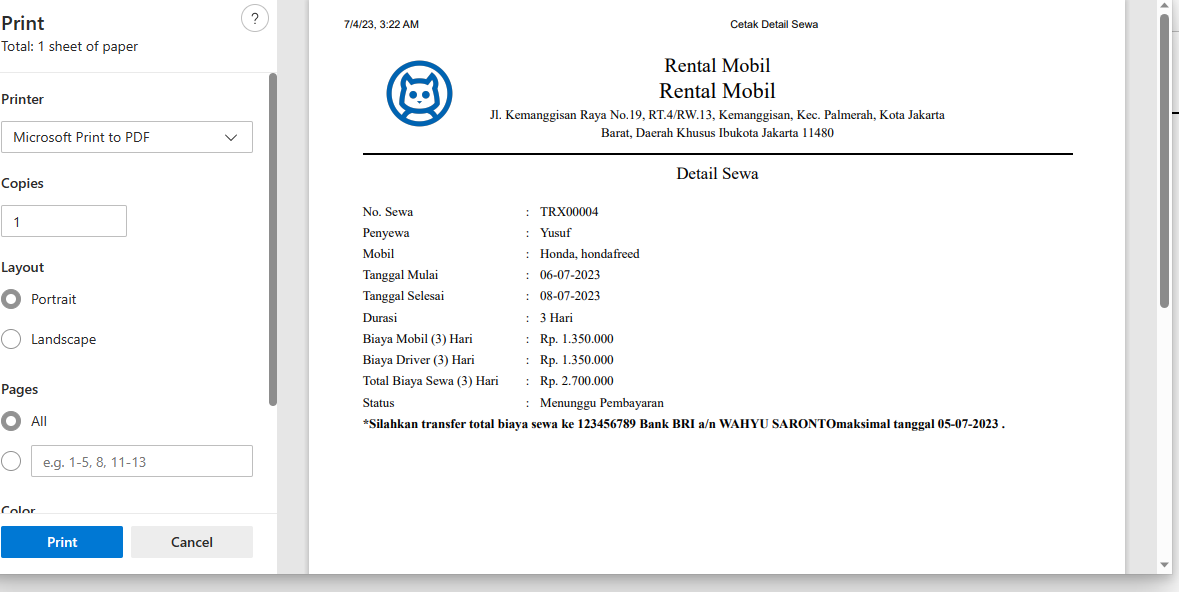 Print
?
Total: 1 sheet of paper
Printer
Microsoft Print to PDF
Copies
1
Layout
Portrait
Landscape
Pages
All
e.g. 1-5, 8, 11-13
Color
Print
Cancel
7/4/23, 3:22 AM
Cetak Detail Sewa
Rental Mobil
Rental Mobil
Jl. Kemanggisan Raya No.19, RT.4/RW.13, Kemanggisan, Kec. Palmerah, Kota Jakarta
Barat, Daerah Khusus Ibukota Jakarta 11480
Detail Sewa
No. Sewa : TRX00004
Penyewa : Yusuf
Mobil : Honda, hondafreed
Tanggal Mulai : 06-07-2023
Tanggal Selesai : 08-07-2023
Durasi : 3 Hari
Biaya Mobil (3) Hari : Rp. 1.350.000
Biaya Driver (3) Hari : Rp. 1.350.000
Total Biaya Sewa (3) Hari : Rp. 2.700.000
Status : Menunggu Pembayaran
*Silahkan transfer total biaya sewa ke 123456789 Bank BRI a/n WAHYU SARONTOmaksimal tanggal 05-07-2023 .